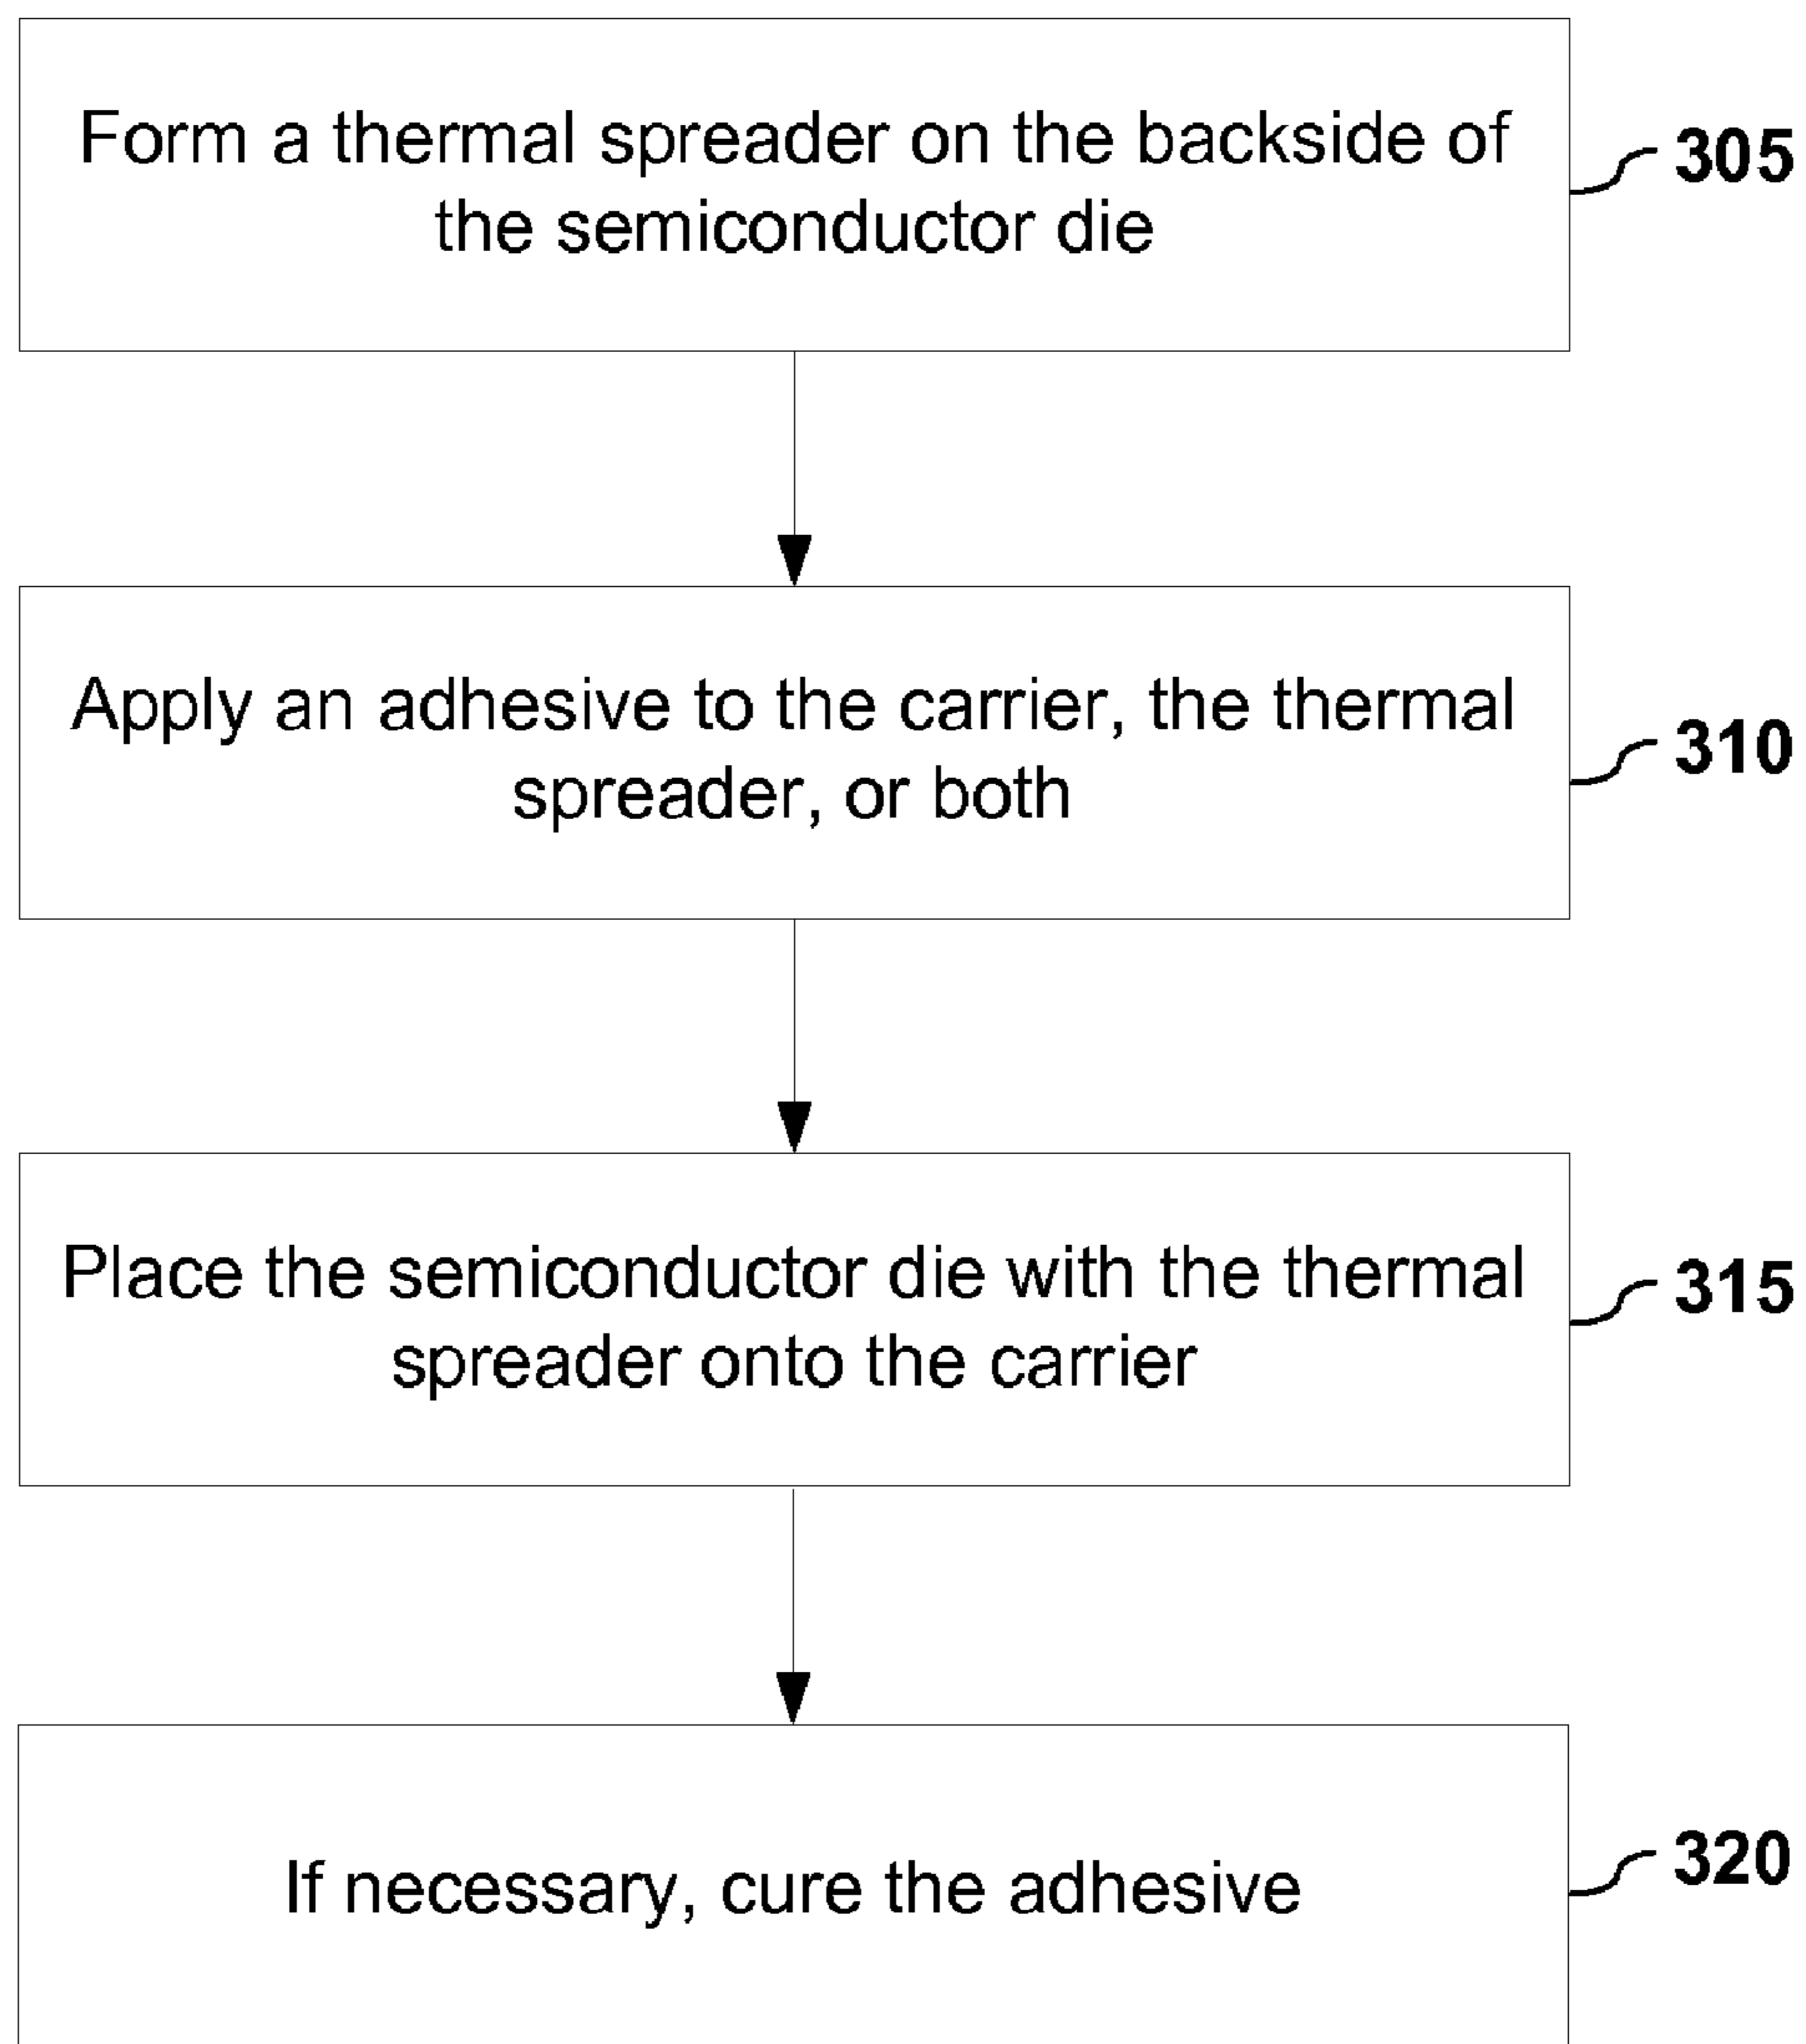 Form a thermal spreader on the backside of
the semiconductor die
305
Apply an adhesive to the carrier, the thermal
spreader, or both
310
Place the semiconductor die with the thermal
spreader onto the carrier
315
If necessary, cure the adhesive
320